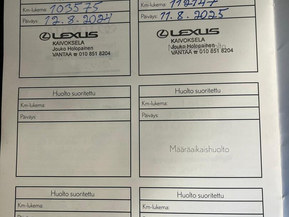 Km-lukema: 103575
Päiväys: 12.8.2024
LEXUS
KAIVOKSELA
Jouko Holopainen
VANTAA ☎ 010 851 8204
Km-lukema:
Päiväys: 11.8.2025
LEXUS
KAIVOKSELA
Jouko Holopainen
VANTAA ☎ 010 851 8204
Huolto suoritettu
Km-lukema:
Päiväys:
Huolto suoritettu
Km-lukema:
Päiväys:
Määräaikaishuolto
Huolto suoritettu
Km-lukema:
Huolto suoritettu
Km-lukema: